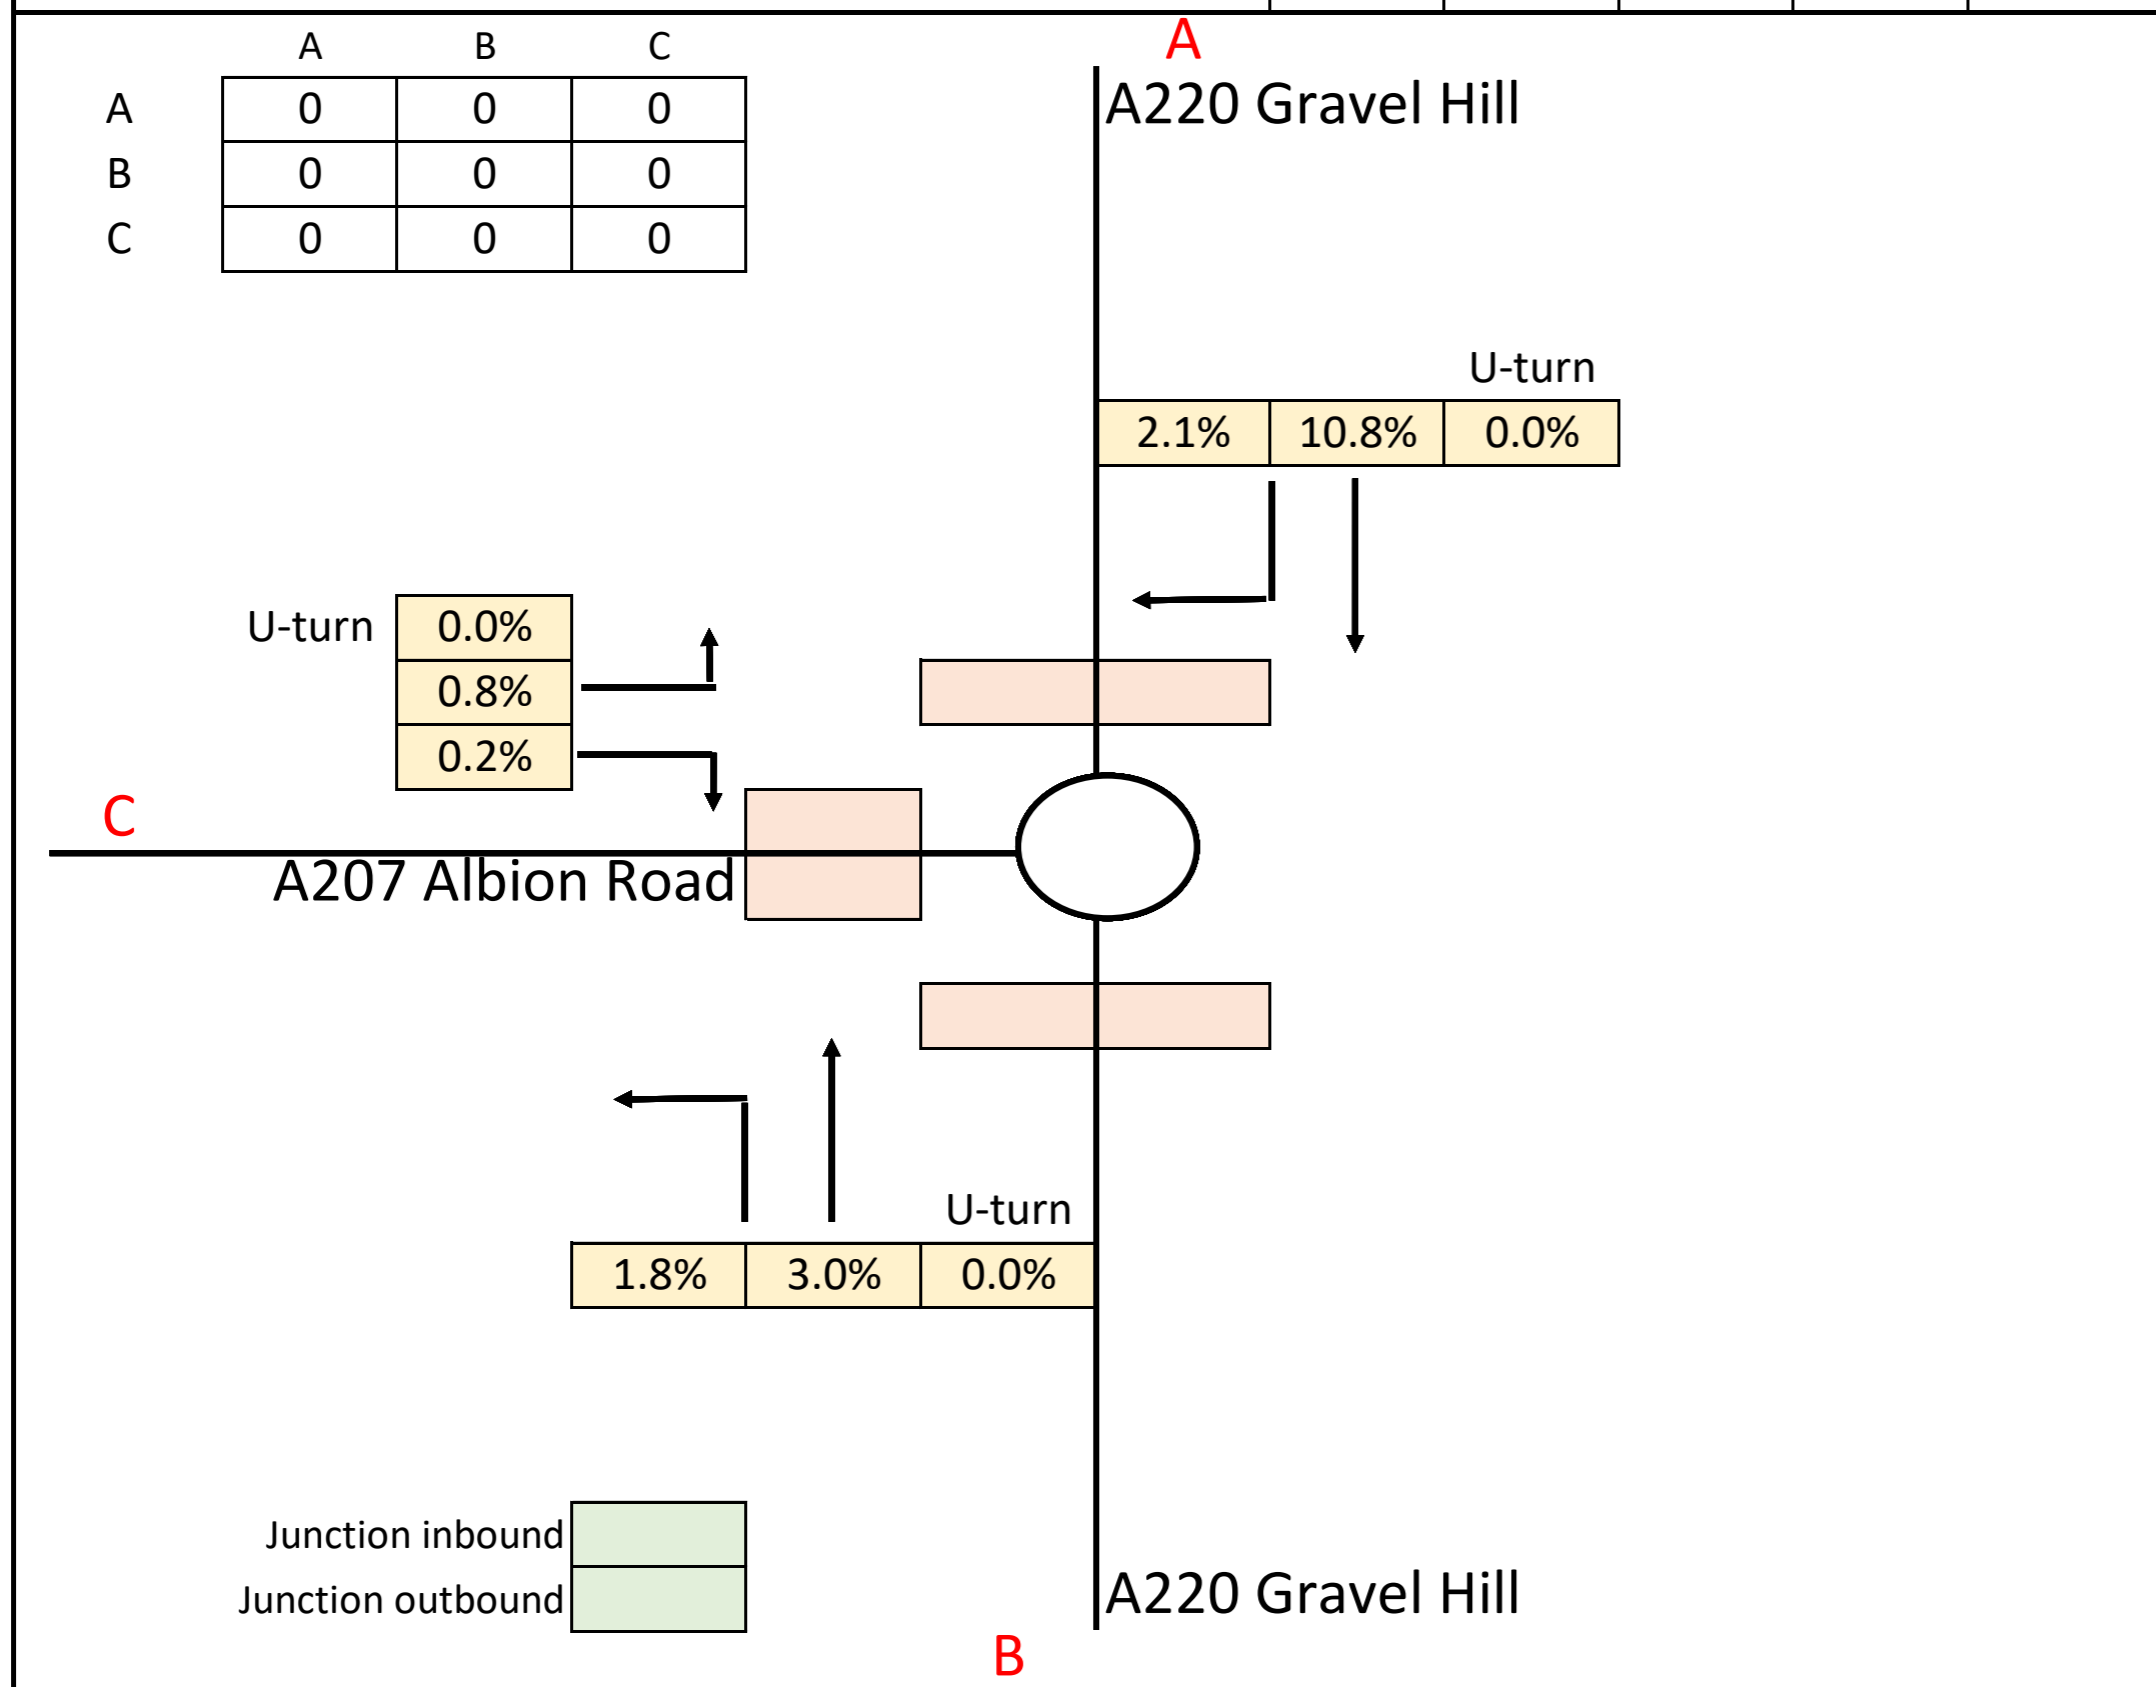 A
A B C
A 0 0 0
B 0 0 0
C 0 0 0
A220 Gravel Hill
U-turn
2.1% 10.8% 0.0%
U-turn 0.0%
0.8%
0.2%
C
A207 Albion Road
U-turn
1.8% 3.0% 0.0%
Junction inbound
Junction outbound
A220 Gravel Hill
B